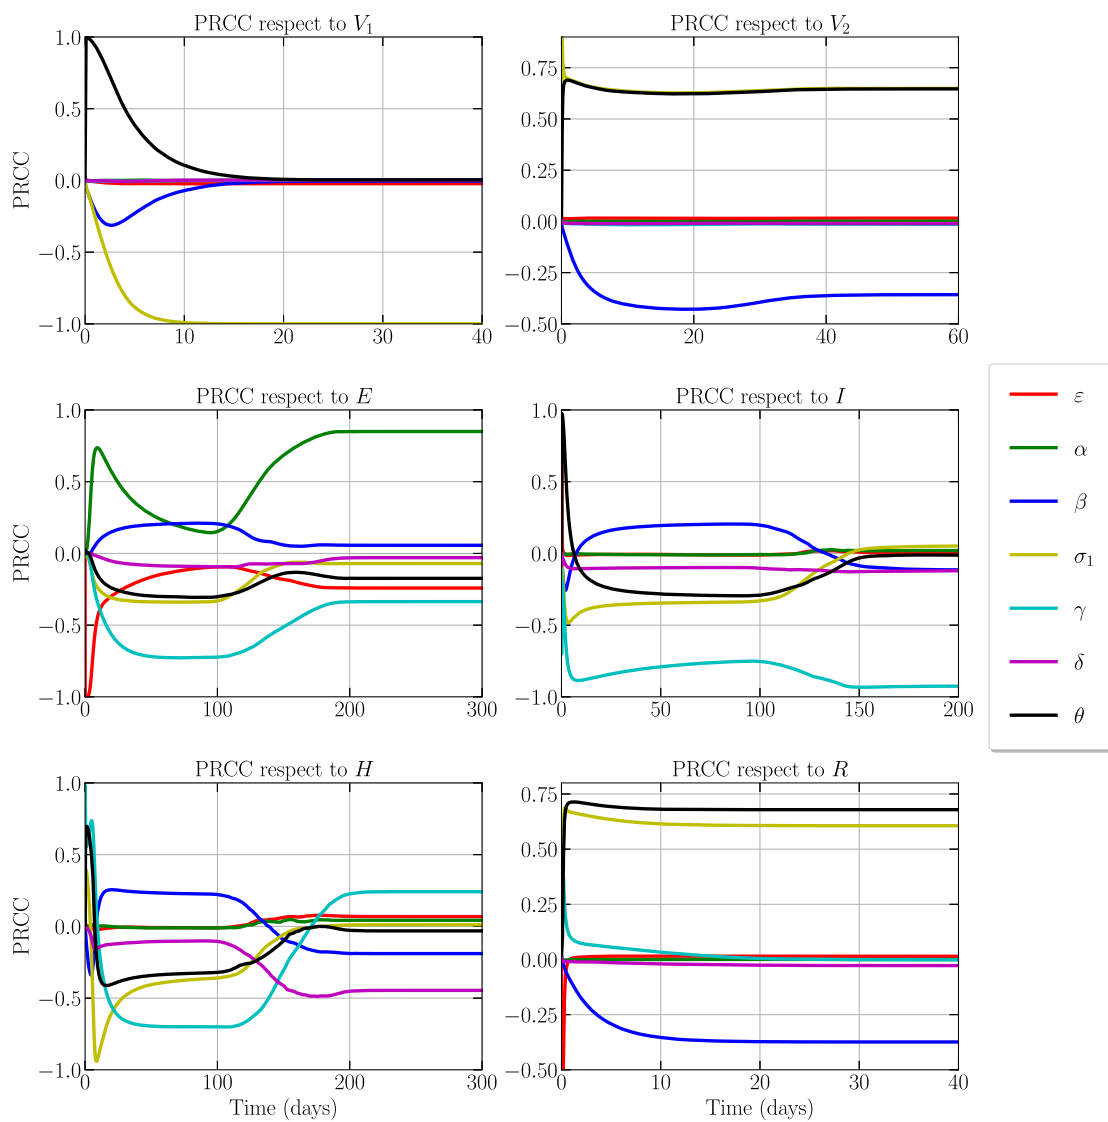 PRCC respect to V₁
PRCC respect to V₂
PRCC
1.0
0.5
0.0
−0.5
−1.0
0 10 20 30 40
0.75
0.50
0.25
0.00
−0.25
−0.50
0 20 40 60
PRCC respect to E
PRCC respect to I
PRCC
1.0
0.5
0.0
−0.5
−1.0
0 100 200 300
1.0
0.5
0.0
−0.5
−1.0
0 50 100 150 200
ε
α
β
σ₁
γ
δ
θ
PRCC respect to H
PRCC respect to R
PRCC
1.0
0.5
0.0
−0.5
−1.0
0 100 200 300
Time (days)
0.75
0.50
0.25
0.00
−0.25
−0.50
0 10 20 30 40
Time (days)